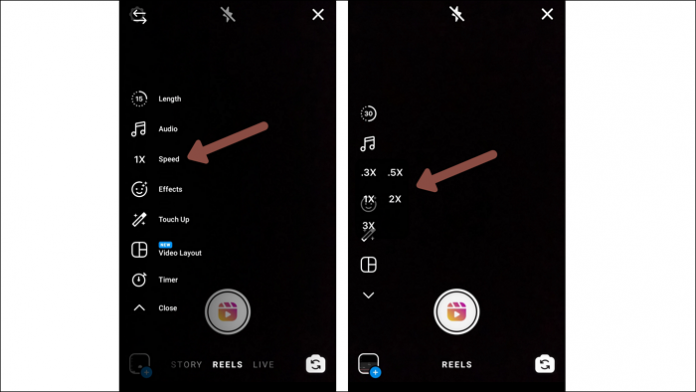 15 Length
Audio
1X Speed
Effects
Touch Up
NEW
Video Layout
Timer
Close
STORY REELS LIVE
30
.3X .5X
1X 2X
3X
REELS